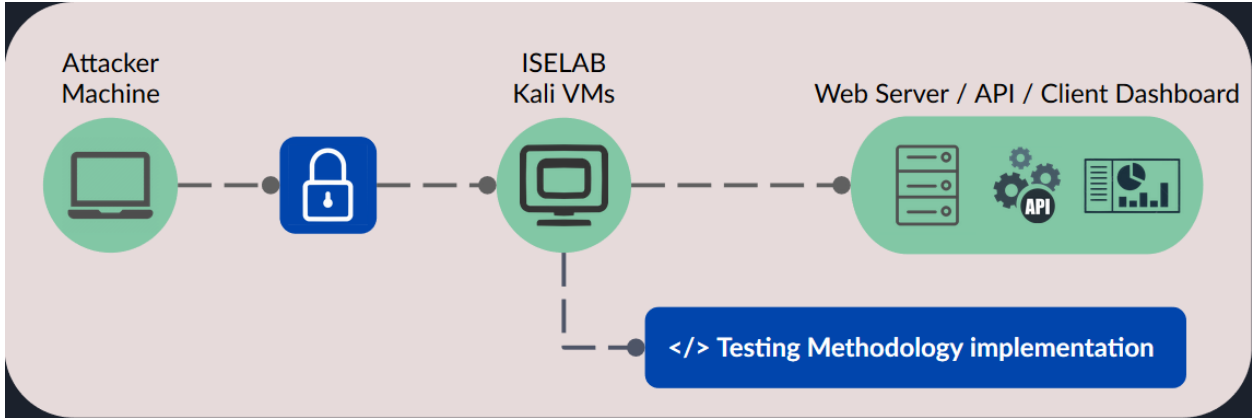 Attacker
Machine
ISELAB
Kali VMs
Web Server / API / Client Dashboard
API
</> Testing Methodology implementation